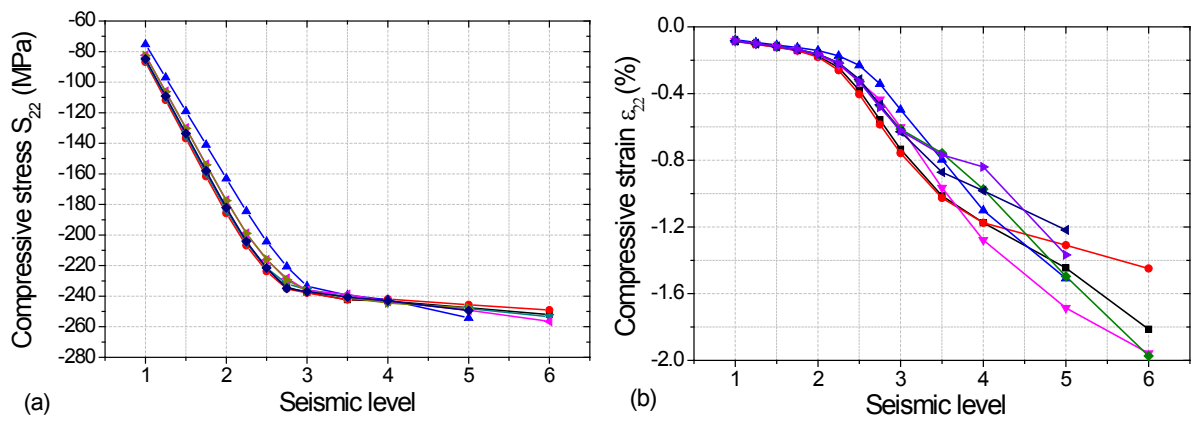 -60
-80
-100
-120
-140
-160
-180
-200
-220
-240
-260
-280
Compressive stress S22 (MPa)
1 2 3 4 5 6
Seismic level
(a)
0.0
-0.4
-0.8
-1.2
-1.6
-2.0
Compressive strain ε22 (%)
1 2 3 4 5 6
Seismic level
(b)